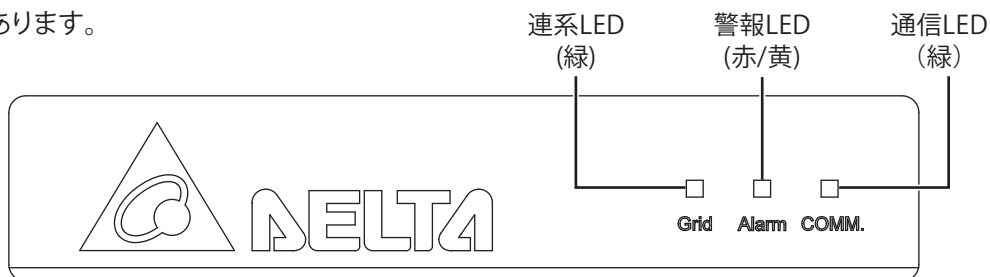 あります。
連系LED
(緑)
警報LED
(赤/黄)
通信LED
（緑）
DELTA
Grid Alarm COMM.